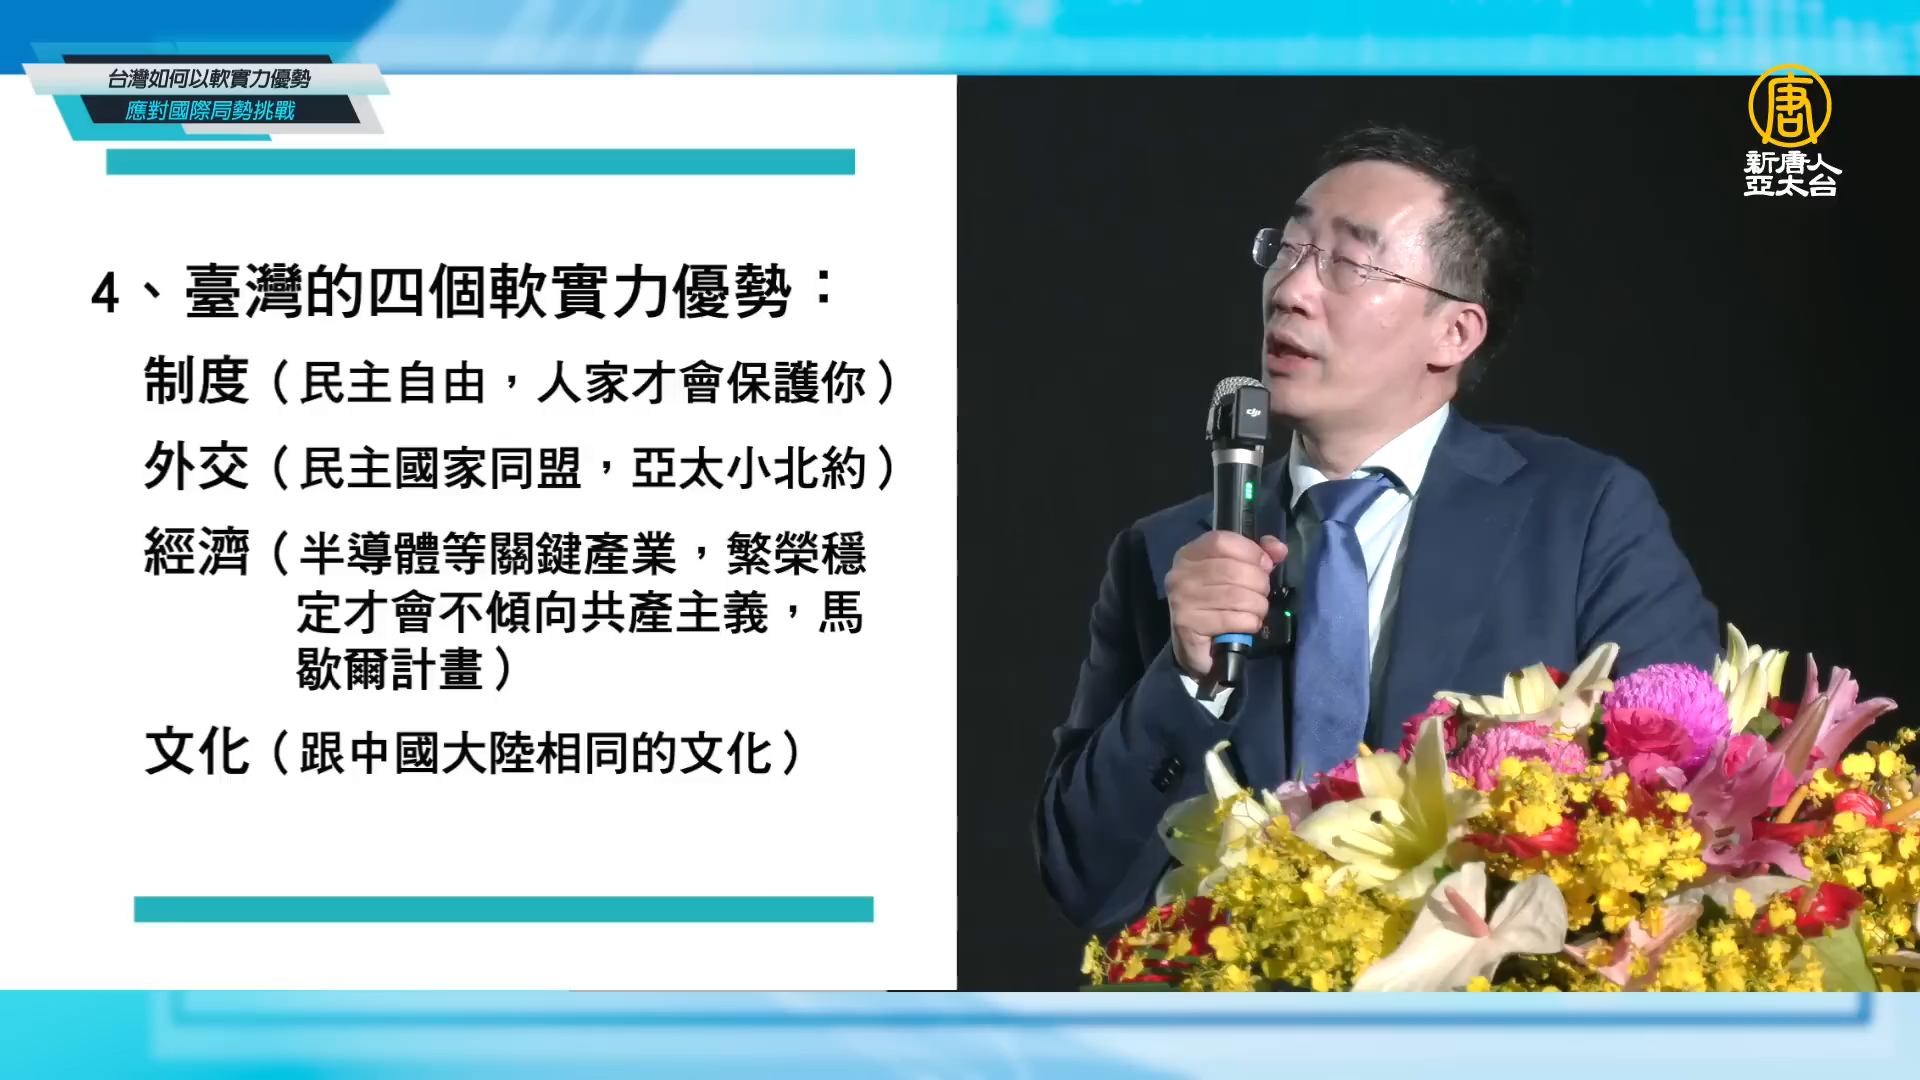 台灣如何以軟實力優勢
應對國際局勢挑戰
4、臺灣的四個軟實力優勢：
制度（民主自由，人家才會保護你）
外交（民主國家同盟，亞太小北約）
經濟（半導體等關鍵產業，繁榮穩
定才會不傾向共產主義，馬
歇爾計畫）
文化（跟中國大陸相同的文化）
唐
新唐人
亞太台
dji